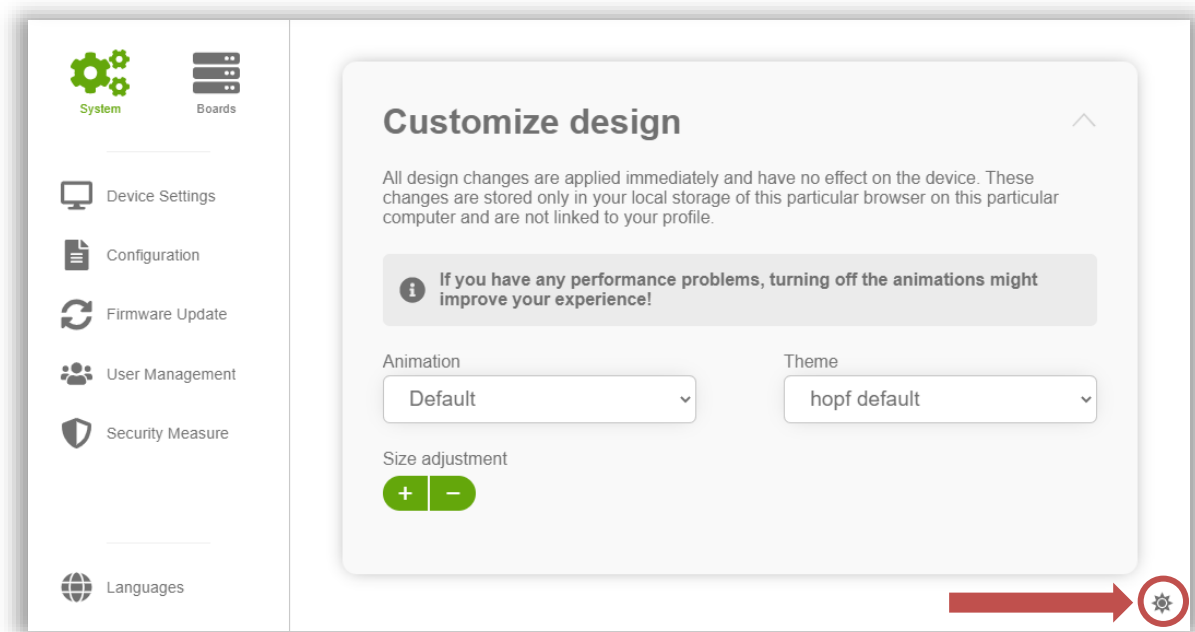 System
Boards
Device Settings
Configuration
Firmware Update
User Management
Security Measure
Languages
Customize design
All design changes are applied immediately and have no effect on the device. These
changes are stored only in your local storage of this particular browser on this particular
computer and are not linked to your profile.
If you have any performance problems, turning off the animations might
improve your experience!
Animation
Default
Theme
hopf default
Size adjustment
+ −